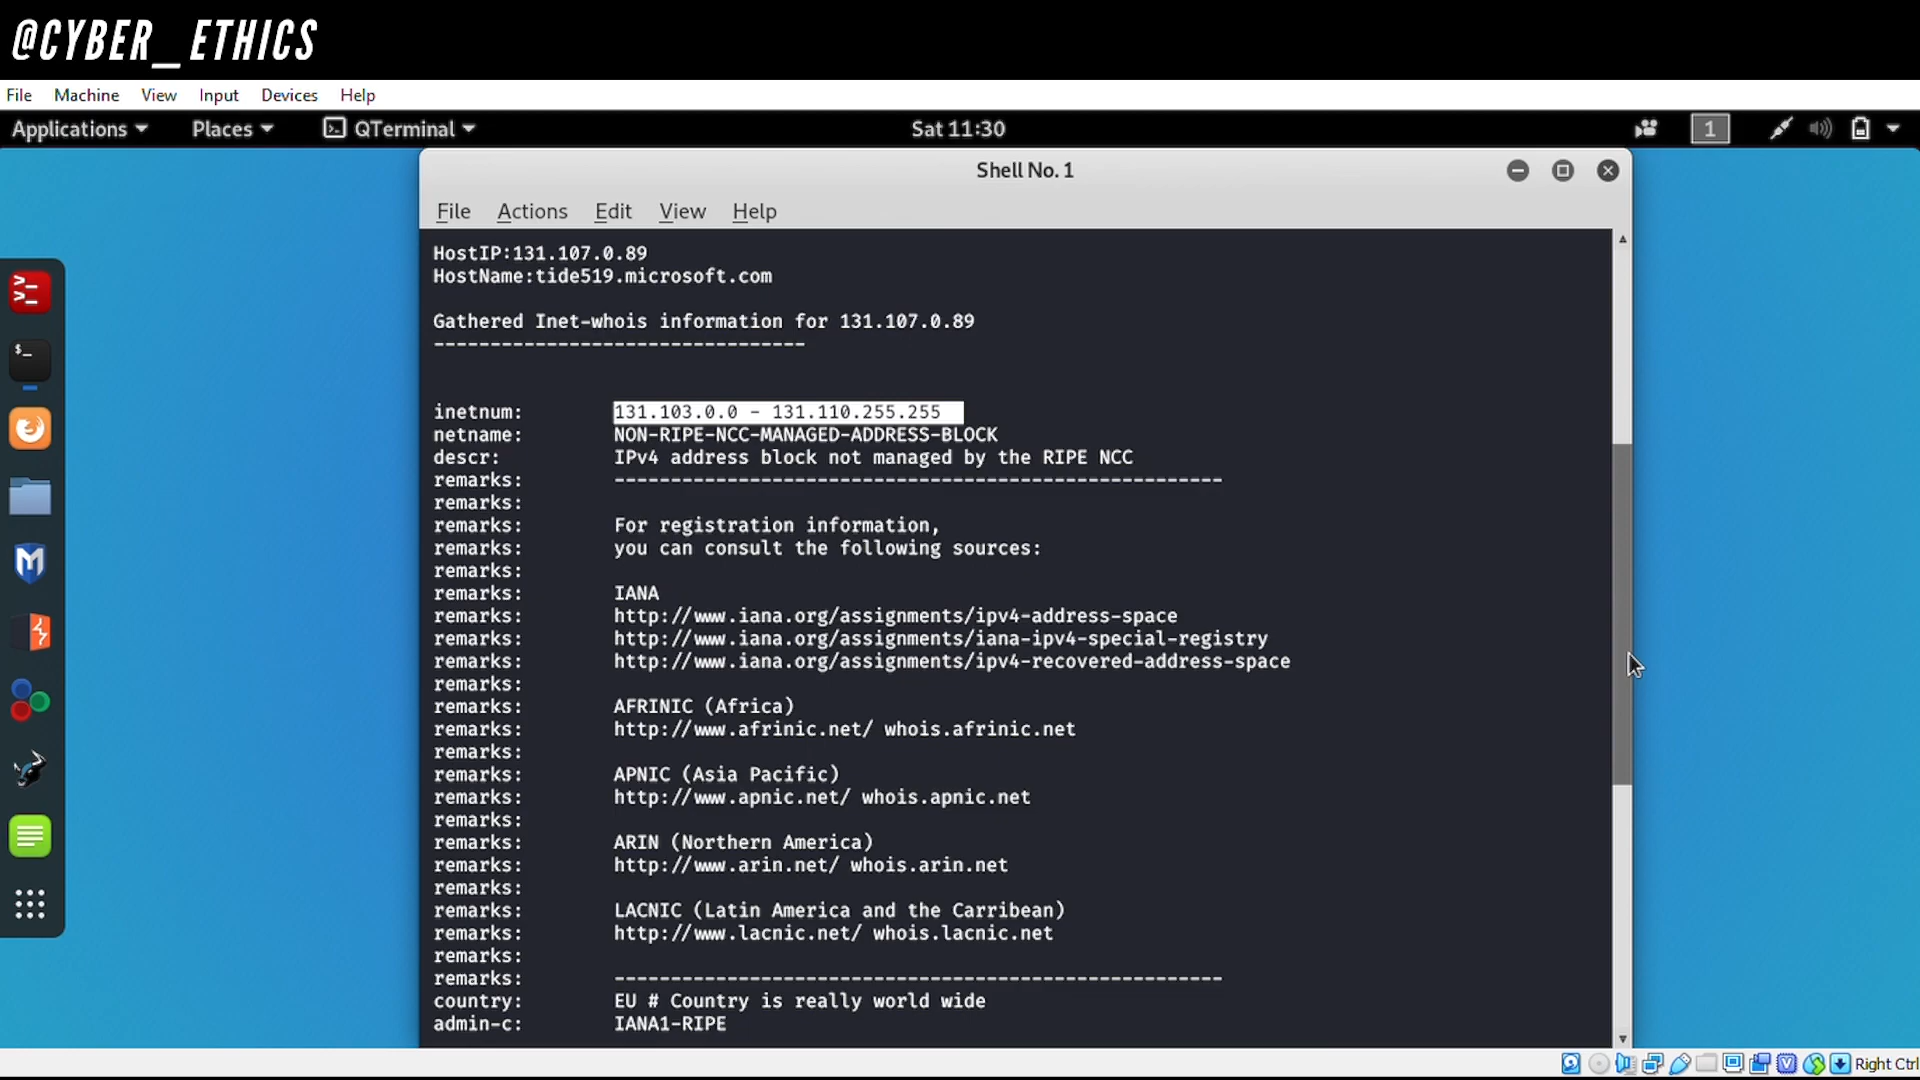 @CYBER_ETHICS
File Machine View Input Devices Help
Applications Places QTerminal Sat 11:30 1
Shell No. 1
File Actions Edit View Help
HostIP:131.107.0.89
HostName:tide519.microsoft.com
Gathered Inet-whois information for 131.107.0.89
---------------------------------
inetnum: 131.103.0.0 - 131.110.255.255
netname: NON-RIPE-NCC-MANAGED-ADDRESS-BLOCK
descr: IPv4 address block not managed by the RIPE NCC
remarks: ------------------------------------------------------
remarks:
remarks: For registration information,
remarks: you can consult the following sources:
remarks:
remarks: IANA
remarks: http://www.iana.org/assignments/ipv4-address-space
remarks: http://www.iana.org/assignments/iana-ipv4-special-registry
remarks: http://www.iana.org/assignments/ipv4-recovered-address-space
remarks:
remarks: AFRINIC (Africa)
remarks: http://www.afrinic.net/ whois.afrinic.net
remarks:
remarks: APNIC (Asia Pacific)
remarks: http://www.apnic.net/ whois.apnic.net
remarks:
remarks: ARIN (Northern America)
remarks: http://www.arin.net/ whois.arin.net
remarks:
remarks: LACNIC (Latin America and the Carribean)
remarks: http://www.lacnic.net/ whois.lacnic.net
remarks:
remarks: ------------------------------------------------------
country: EU # Country is really world wide
admin-c: IANA1-RIPE
Right Ctrl